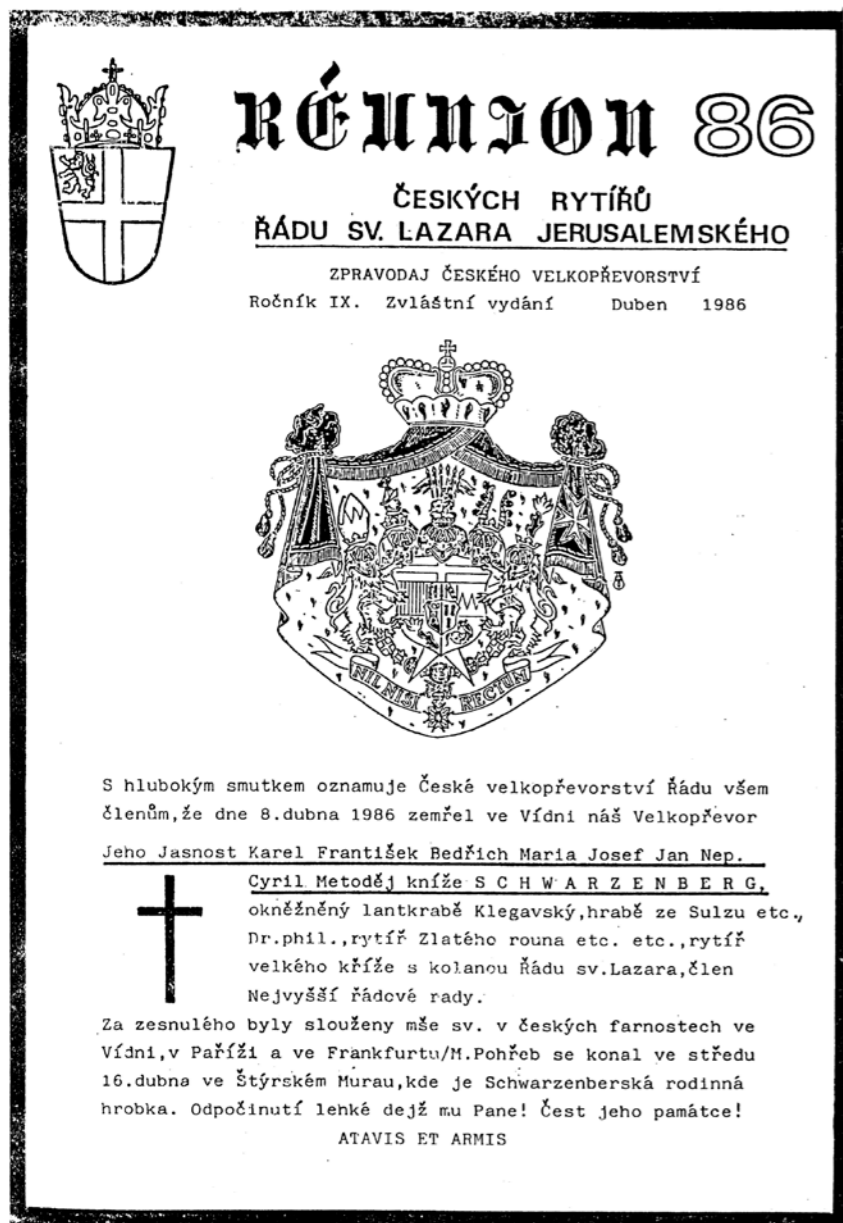 RÉUNION 86
ČESKÝCH RYTÍŘŮ
ŘÁDU SV. LAZARA JERUSALEMSKÉHO
ZPRAVODAJ ČESKÉHO VELKOPŘEVORSTVÍ
Ročník IX. Zvláštní vydání Duben 1986
NIL NISI RECTUM
S hlubokým smutkem oznamuje České velkopřevorství Řádu všem
členům,že dne 8.dubna 1986 zemřel ve Vídni náš Velkopřevor
Jeho Jasnost Karel František Bedřich Maria Josef Jan Nep.
Cyril Metoděj kníže S C H W A R Z E N B E R G,
okněžněný lantkrabě Klegavský,hrabě ze Sulzu etc.,
Dr.phil.,rytíř Zlatého rouna etc. etc.,rytíř
velkého kříže s kolanou Řádu sv.Lazara,člen
Nejvyšší řádové rady.
Za zesnulého byly slouženy mše sv. v českých farnostech ve
Vídni,v Paříži a ve Frankfurtu/M.Pohřeb se konal ve středu
16.dubna ve Štýrském Murau,kde je Schwarzenberská rodinná
hrobka. Odpočinutí lehké dejž mu Pane! Čest jeho památce!
ATAVIS ET ARMIS